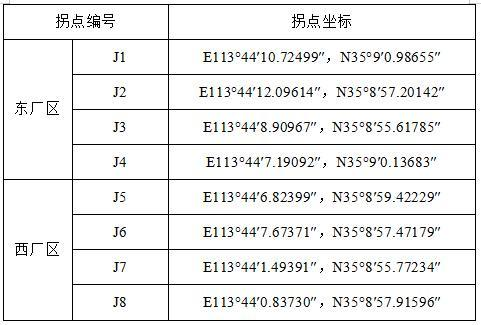 拐点编号 拐点坐标
东厂区
J1 E113°44′10.72499″，N35°9′0.98655″
J2 E113°44′12.09614″，N35°8′57.20142″
J3 E113°44′8.90967″，N35°8′55.61785″
J4 E113°44′7.19092″，N35°9′0.13683″
西厂区
J5 E113°44′6.82399″，N35°8′59.42229″
J6 E113°44′7.67371″，N35°8′57.47179″
J7 E113°44′1.49391″，N35°8′55.77234″
J8 E113°44′0.83730″，N35°8′57.91596″